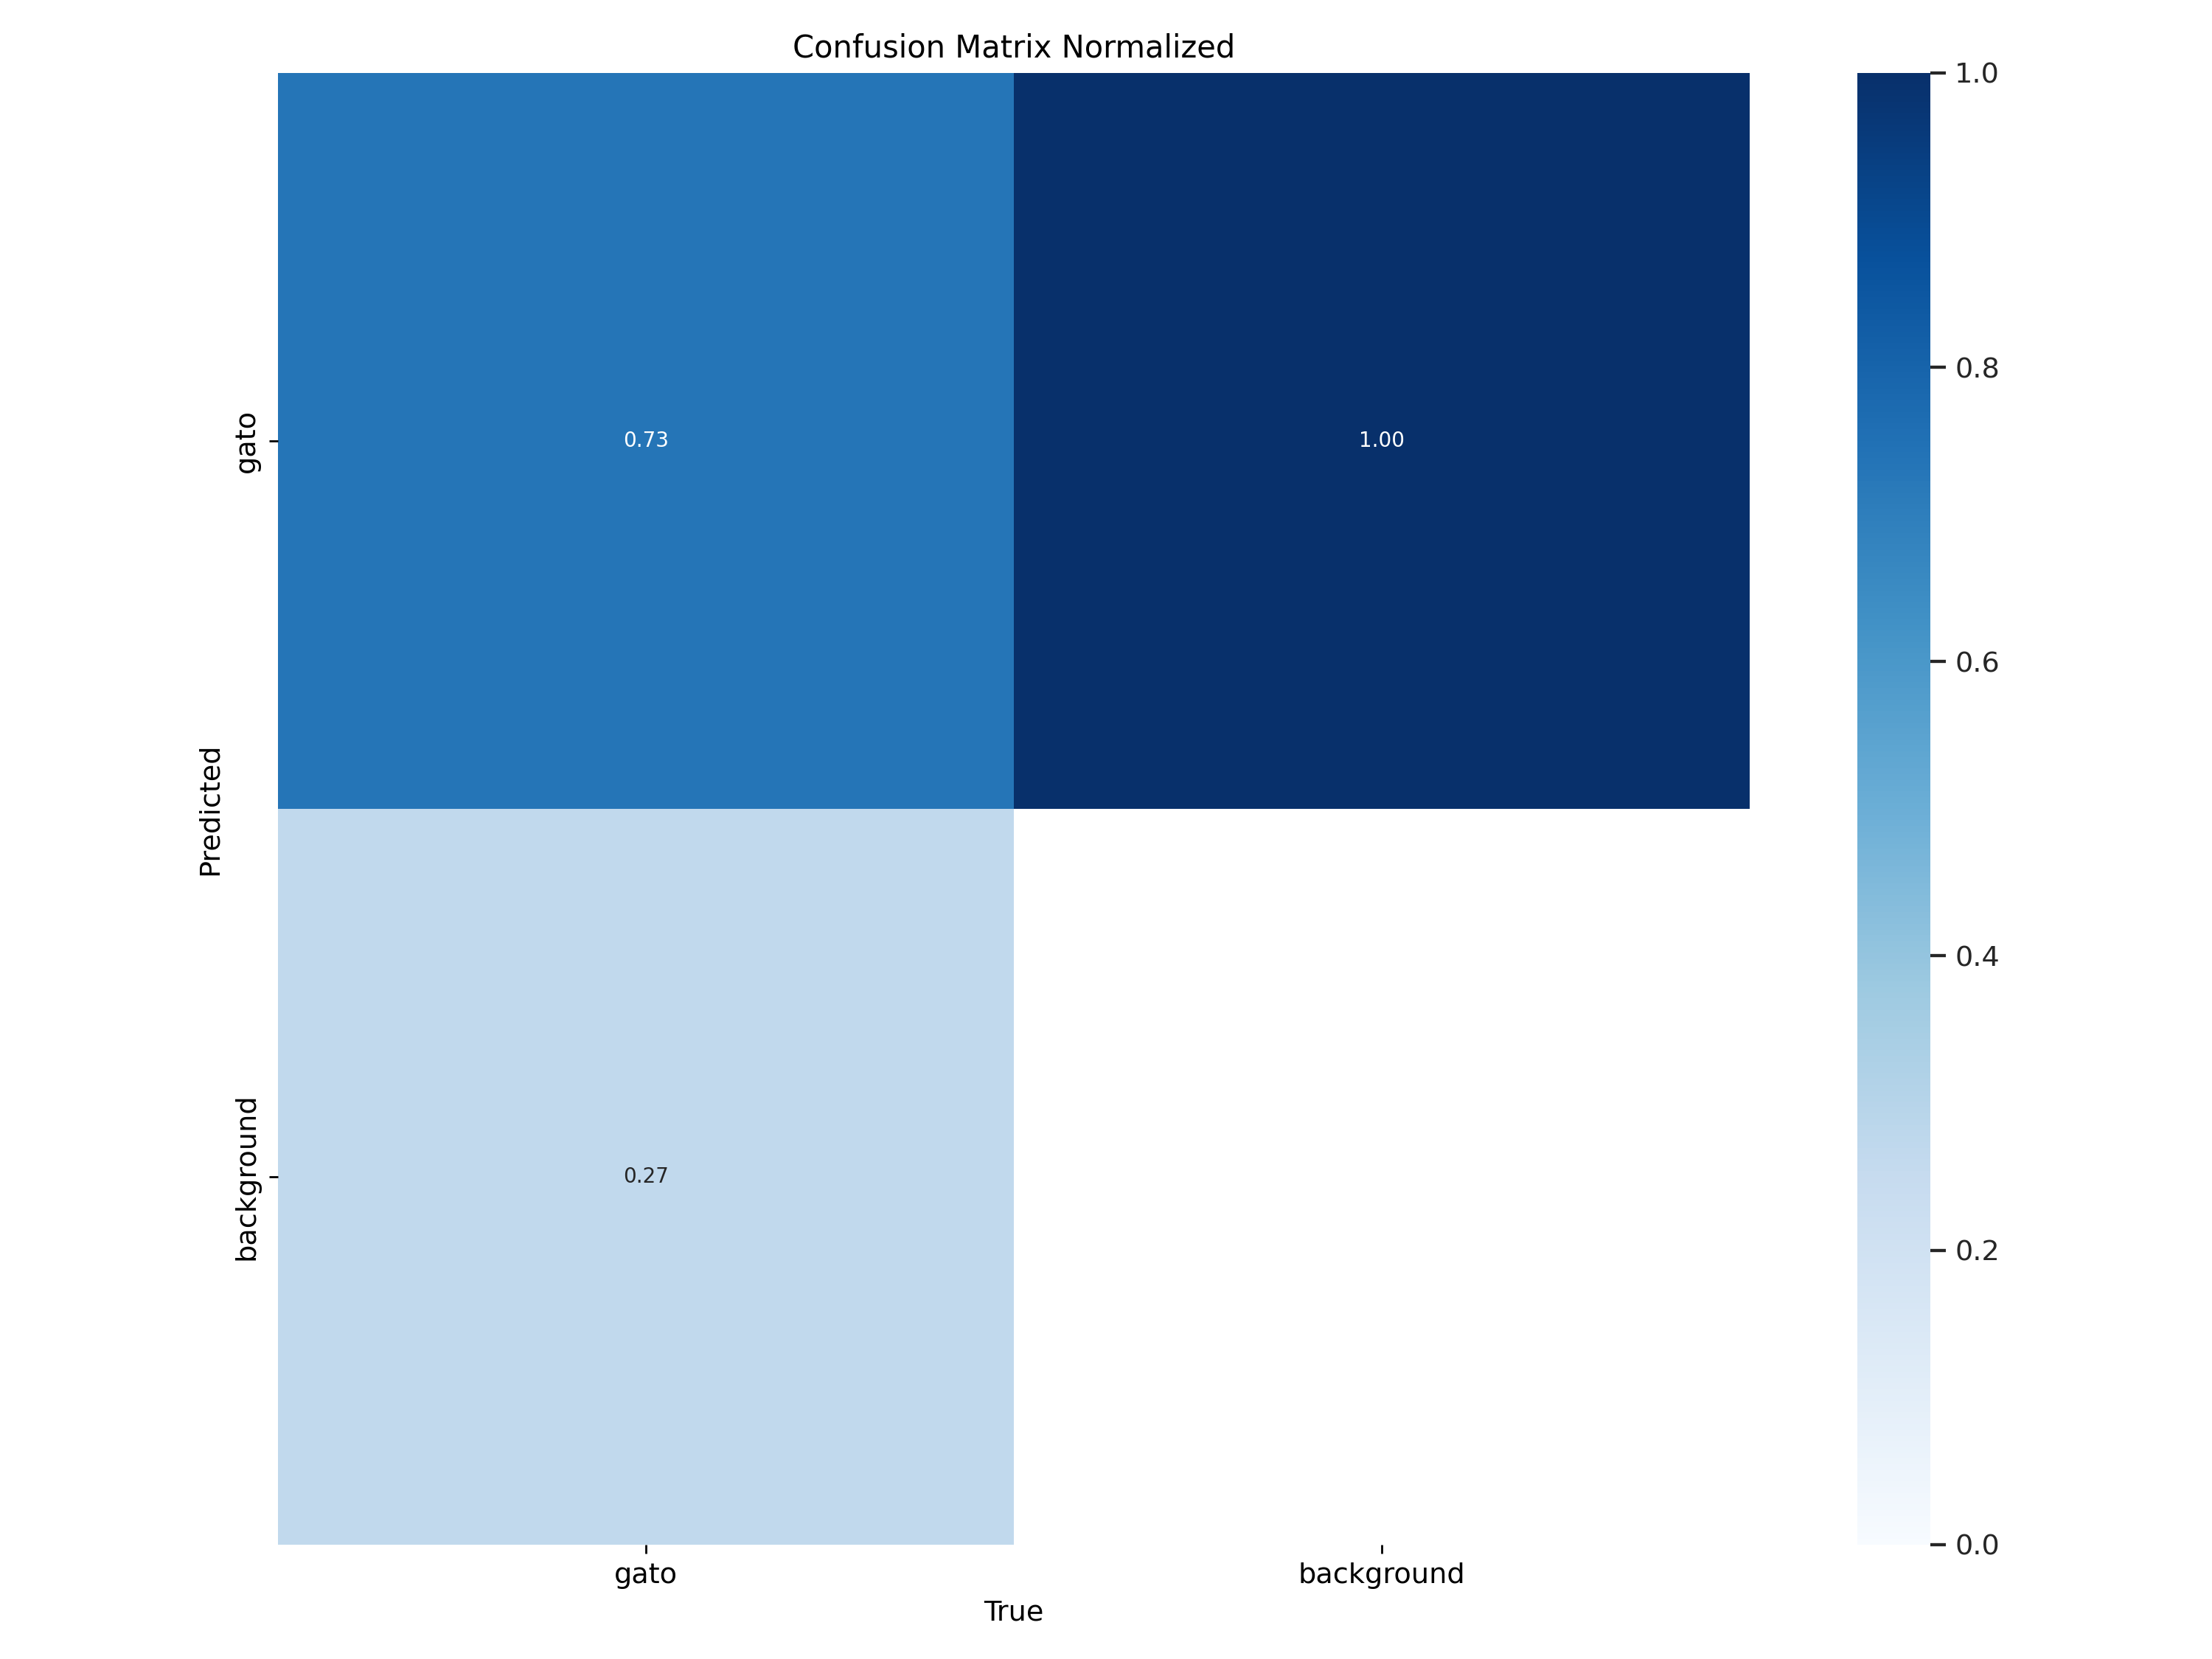 Confusion Matrix Normalized
1.0
0.8
gato
0.73
1.00
0.6
Predicted
0.4
background
0.27
0.2
0.0
gato
background
True